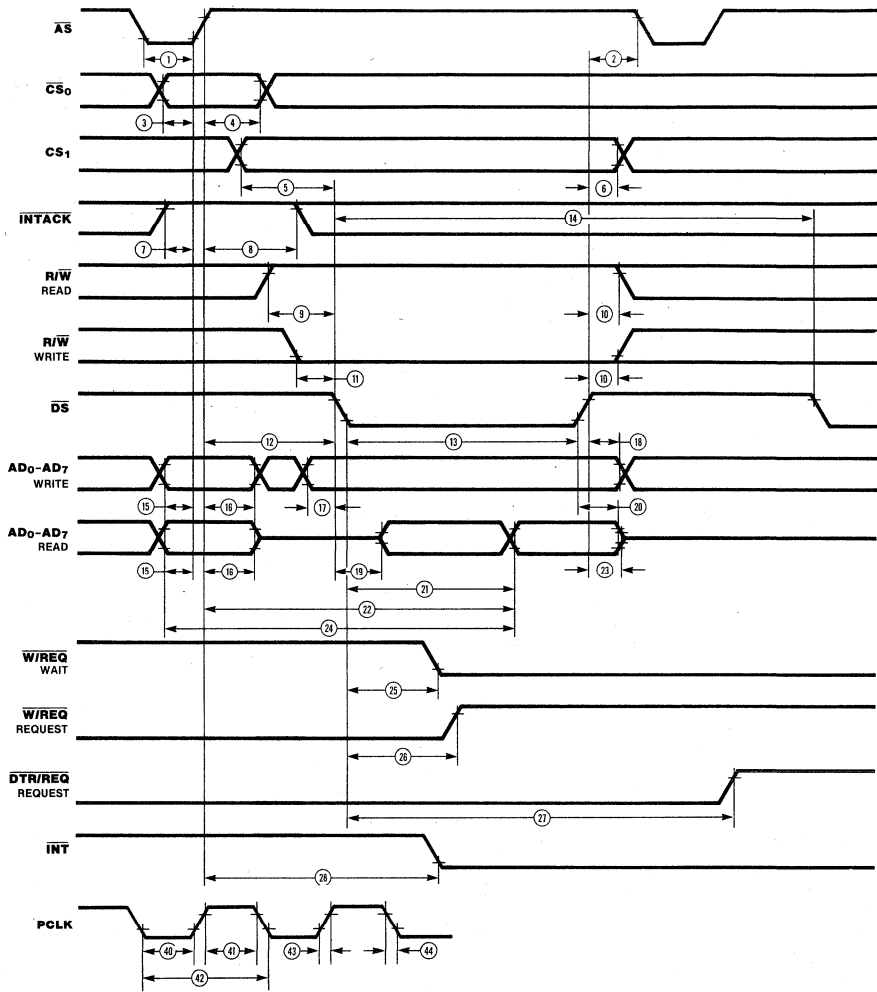 AS
1
2
CS0
3
4
CS1
5
6
INTACK
14
7
8
R/W
READ
9
10
R/W
WRITE
11
10
DS
12
13
18
AD0-AD7
WRITE
15
16
17
20
AD0-AD7
READ
15
16
19
23
21
22
24
W/REQ
WAIT
25
W/REQ
REQUEST
26
DTR/REQ
REQUEST
27
INT
28
PCLK
40
41
43
44
42